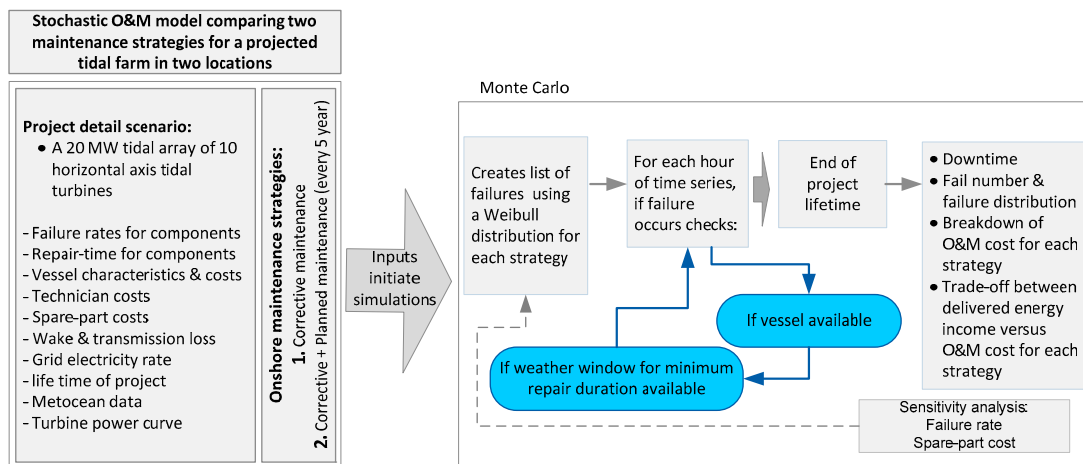 Stochastic O&M model comparing two
maintenance strategies for a projected
tidal farm in two locations
Project detail scenario:
● A 20 MW tidal array of 10
horizontal axis tidal
turbines
- Failure rates for components
- Repair-time for components
- Vessel characteristics & costs
- Technician costs
- Spare-part costs
- Wake & transmission loss
- Grid electricity rate
- life time of project
- Metocean data
- Turbine power curve
Onshore maintenance strategies:
1. Corrective maintenance
2. Corrective + Planned maintenance (every 5 year)
Inputs
initiate
simulations
Monte Carlo
Creates list of
failures using
a Weibull
distribution for
each strategy
For each hour
of time series,
if failure
occurs checks:
If vessel available
If weather window for minimum
repair duration available
End of
project
lifetime
● Downtime
● Fail number &
failure distribution
● Breakdown of
O&M cost for each
strategy
● Trade-off between
delivered energy
income versus
O&M cost for each
strategy
Sensitivity analysis:
Failure rate
Spare-part cost